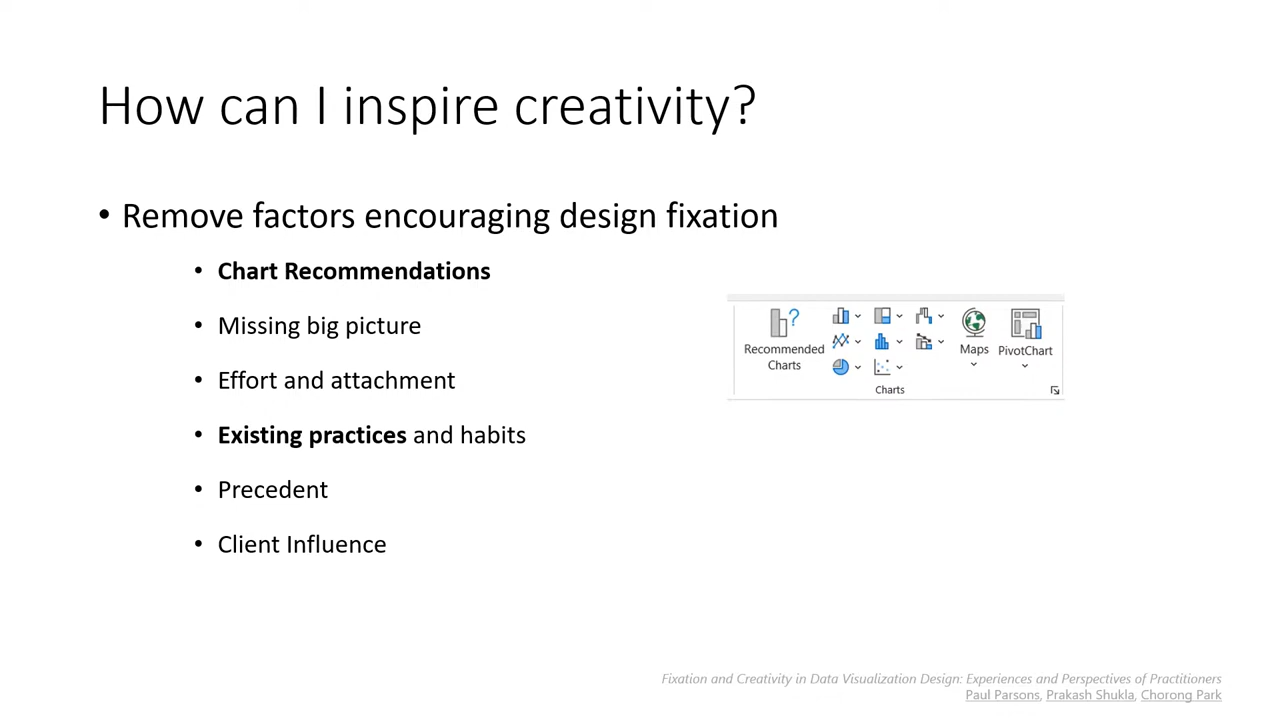 How can I inspire creativity?
• Remove factors encouraging design fixation
• Chart Recommendations
• Missing big picture
• Effort and attachment
• Existing practices and habits
• Precedent
• Client Influence
?
Recommended
Charts
Maps
PivotChart
Charts
Fixation and Creativity in Data Visualization Design: Experiences and Perspectives of Practitioners
Paul Parsons, Prakash Shukla, Chorong Park